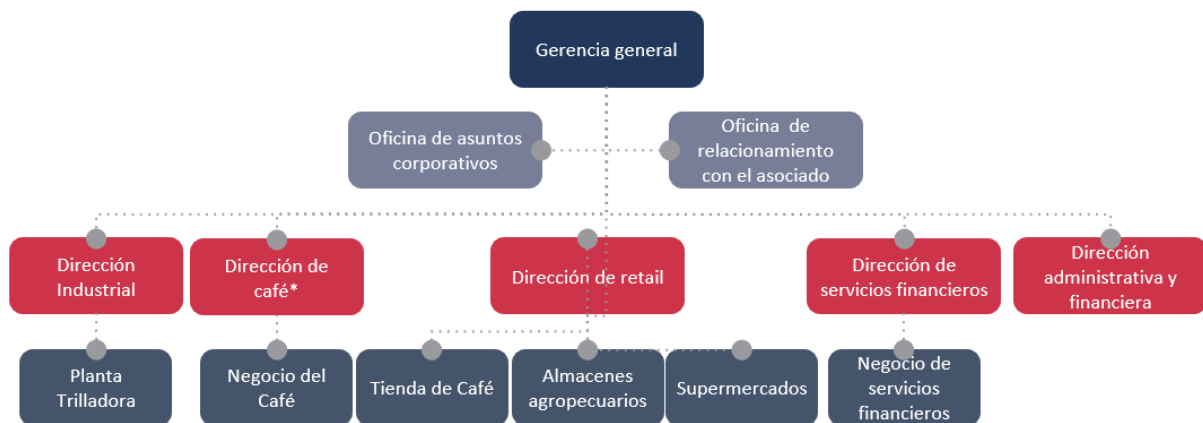 Gerencia general
Oficina de asuntos
corporativos
Oficina de
relacionamiento
con el asociado
Dirección
Industrial
Dirección de
café*
Dirección de retail
Dirección de
servicios financieros
Dirección
administrativa y
financiera
Planta
Trilladora
Negocio del
Café
Tienda de Café
Almacenes
agropecuarios
Supermercados
Negocio de
servicios
financieros